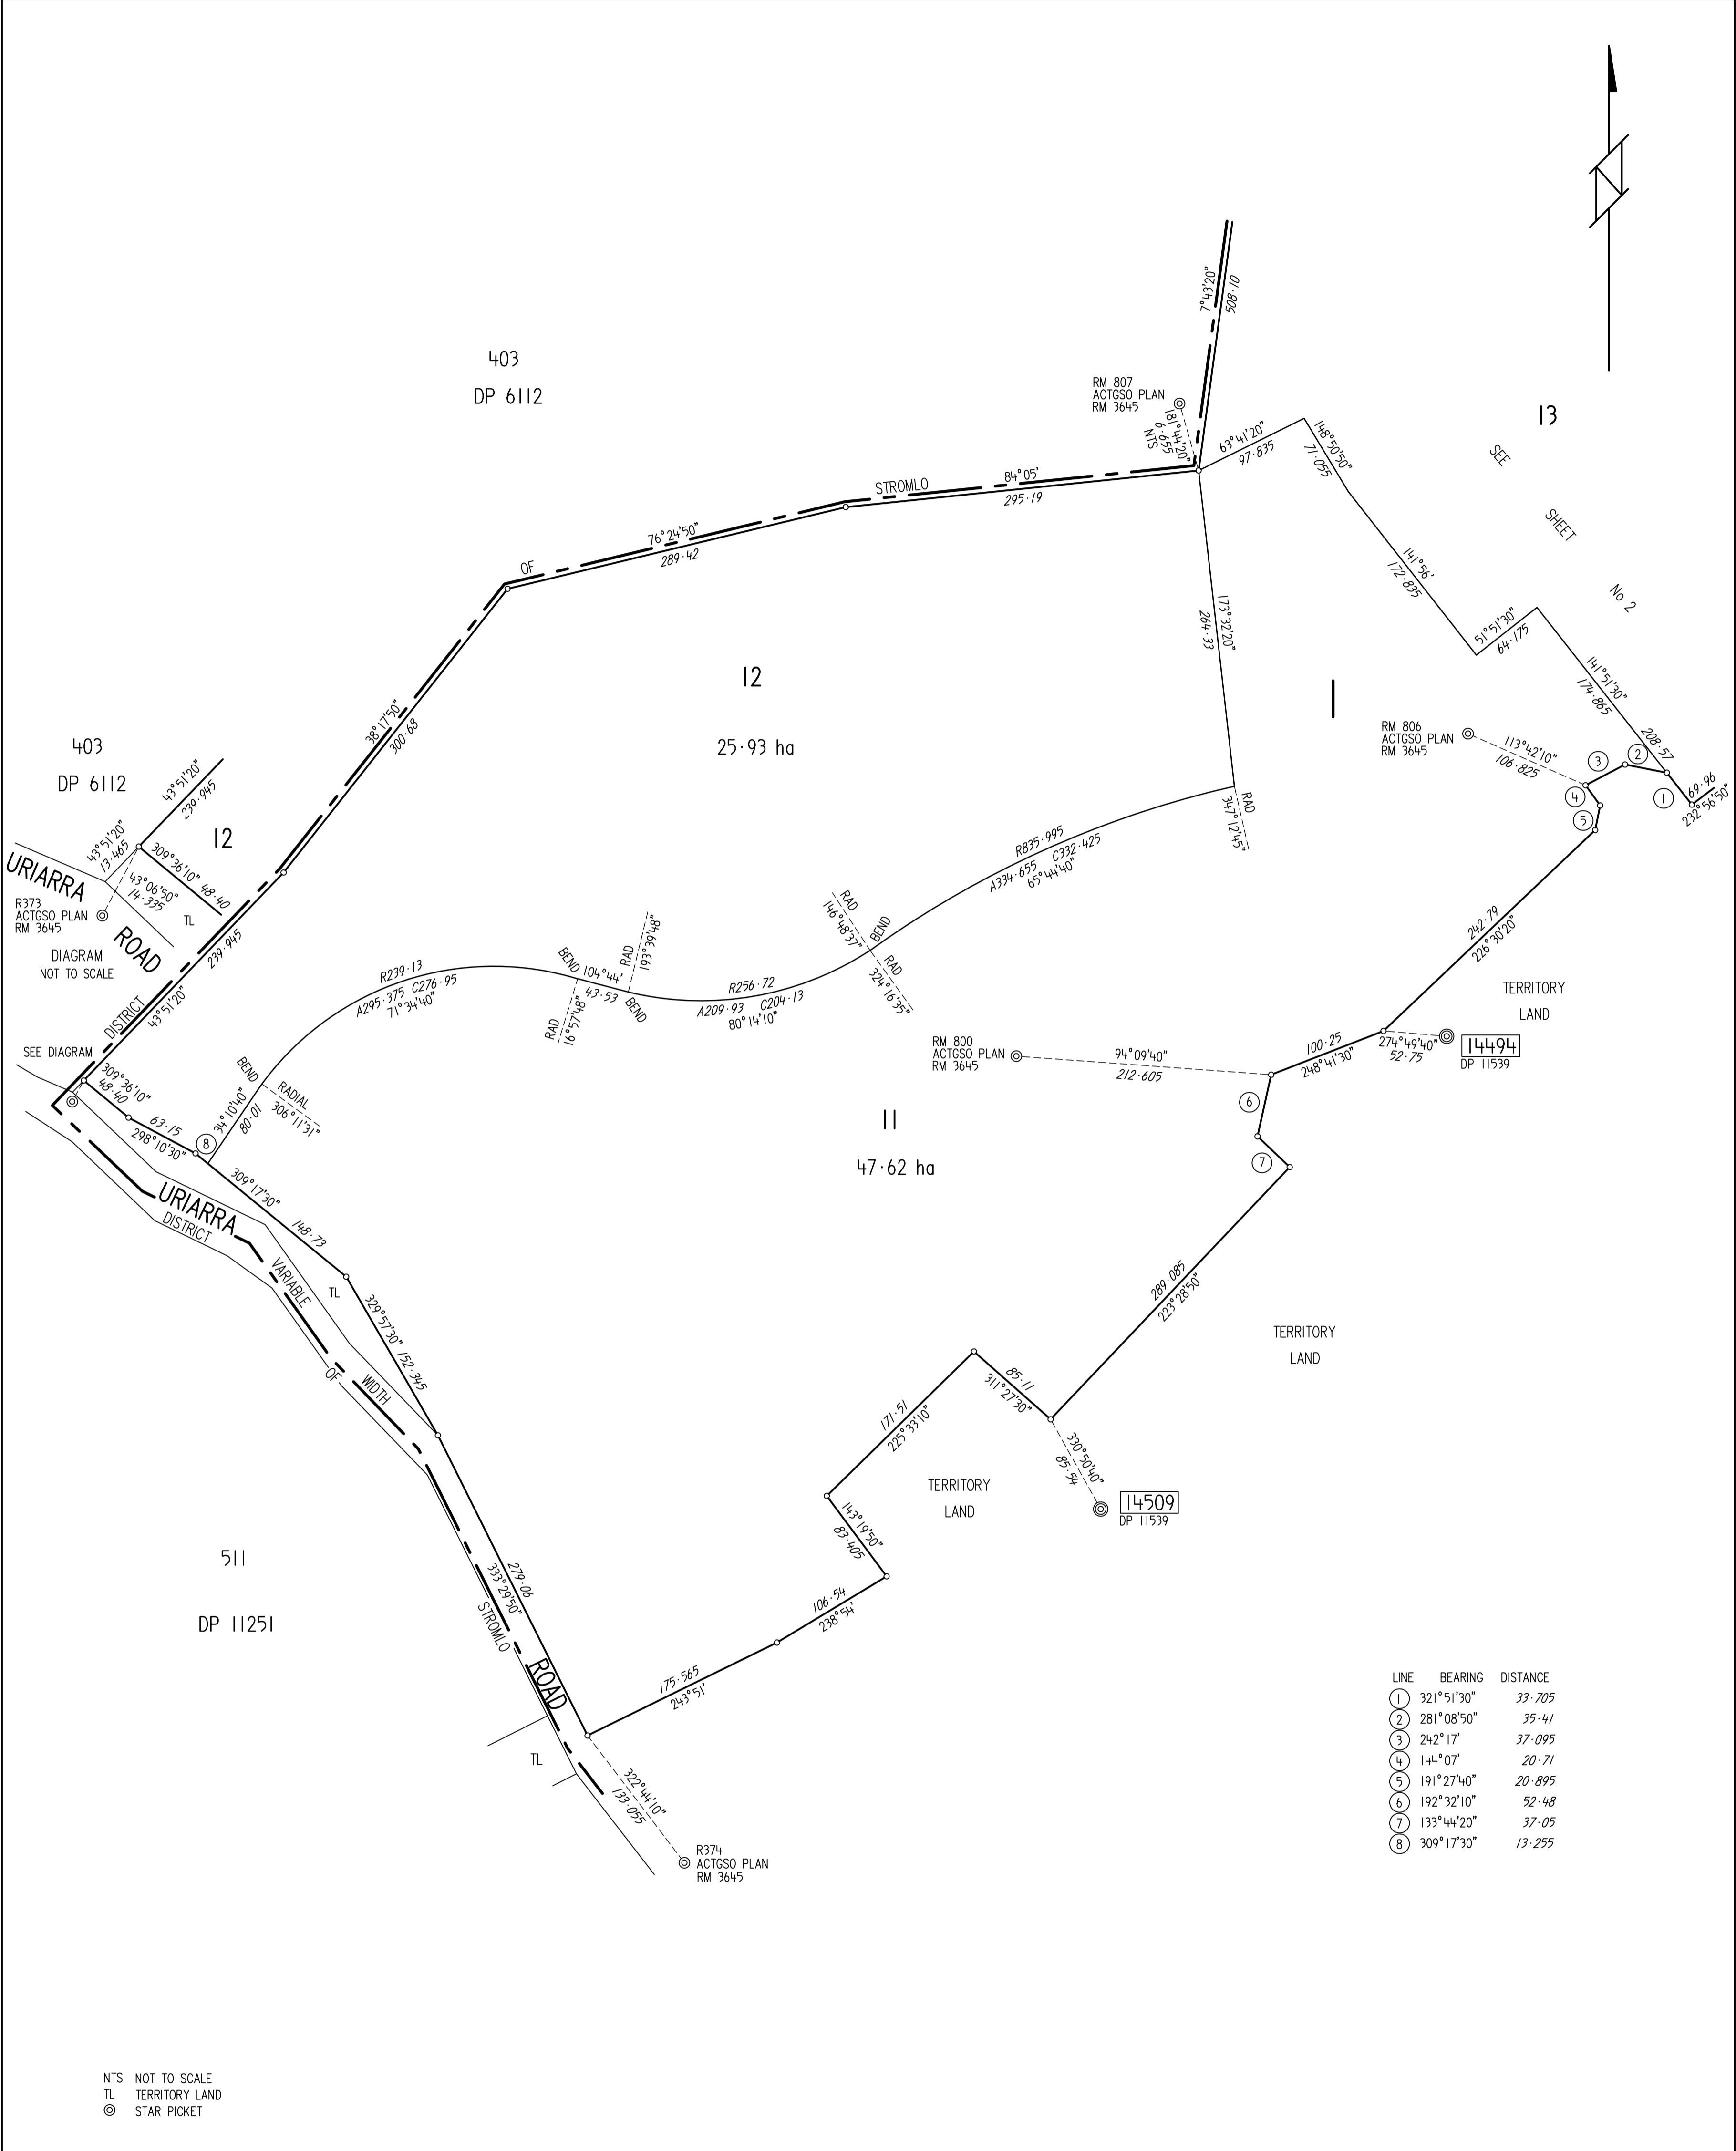 403
DP 6112
RM 807
ACTGSO PLAN
RM 3645
181°44'20"
6·655
NTS
7°43'20"
508·10
13
SEE
SHEET
No 2
63°41'20"
97·835
148°50'50"
71·055
STROMLO
84°05'
295·19
OF
76°24'50"
289·42
141°56'
172·835
51°51'30"
64·175
141°51'30"
174·865
208·57
173°32'20"
264·33
12
25·93 ha
1
38°17'50"
300·68
RM 806
ACTGSO PLAN
RM 3645
113°42'10"
106·825
3
2
4
5
1
69·96
232°56'50"
403
DP 6112
43°51'20"
239·945
12
43°51'20"
13·465
309°36'10" 48·40
43°06'50"
14·335
TL
URIARRA
ROAD
R373
ACTGSO PLAN
RM 3645
DIAGRAM
NOT TO SCALE
239·945
43°51'20"
DISTRICT
SEE DIAGRAM
309°36'10"
48·40
63·15
298°10'30"
8
34°10'40"
80·01
BEND
RADIAL
306°11'31"
R239·13
A295·375 C276·95
71°34'40"
BEND
104°44'
43·53
RAD
16°57'48"
RAD
193°39'48"
BEND
R256·72
A209·93 C204·13
80°14'10"
RAD
146°48'37"
BEND
RAD
324°16'35"
R835·995
A334·655 C332·425
65°44'40"
RAD
347°12'45"
242·79
226°30'20"
TERRITORY
LAND
RM 800
ACTGSO PLAN
RM 3645
94°09'40"
212·605
100·25
248°41'30"
274°49'40"
52·75
14494
DP 11539
6
7
11
47·62 ha
309°17'30"
148·73
URIARRA
DISTRICT
VARIABLE
TL
329°57'30" 152·345
OF
WIDTH
289·085
223°28'50"
TERRITORY
LAND
85·11
311°27'30"
171·51
225°33'10"
330°50'40"
85·54
14509
DP 11539
TERRITORY
LAND
143°19'50"
83·405
511
DP 11251
279·06
333°29'50"
STROMLO
ROAD
106·54
238°54'
175·565
243°51'
TL
322°44'10"
133·055
R374
ACTGSO PLAN
RM 3645
LINE BEARING DISTANCE
1 321°51'30" 33·705
2 281°08'50" 35·41
3 242°17' 37·095
4 144°07' 20·71
5 191°27'40" 20·895
6 192°32'10" 52·48
7 133°44'20" 37·05
8 309°17'30" 13·255
NTS NOT TO SCALE
TL TERRITORY LAND
STAR PICKET